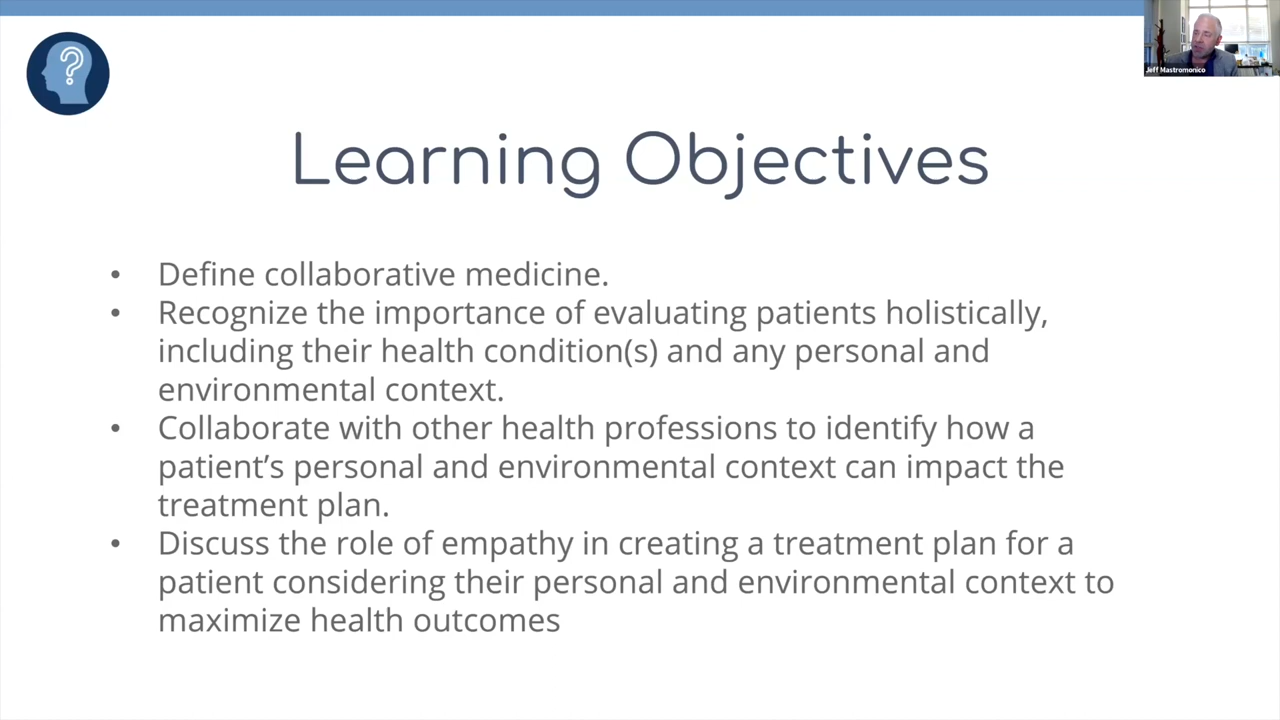 Jeff Mastromonico
?
Learning Objectives
• Define collaborative medicine.
• Recognize the importance of evaluating patients holistically,
including their health condition(s) and any personal and
environmental context.
• Collaborate with other health professions to identify how a
patient’s personal and environmental context can impact the
treatment plan.
• Discuss the role of empathy in creating a treatment plan for a
patient considering their personal and environmental context to
maximize health outcomes